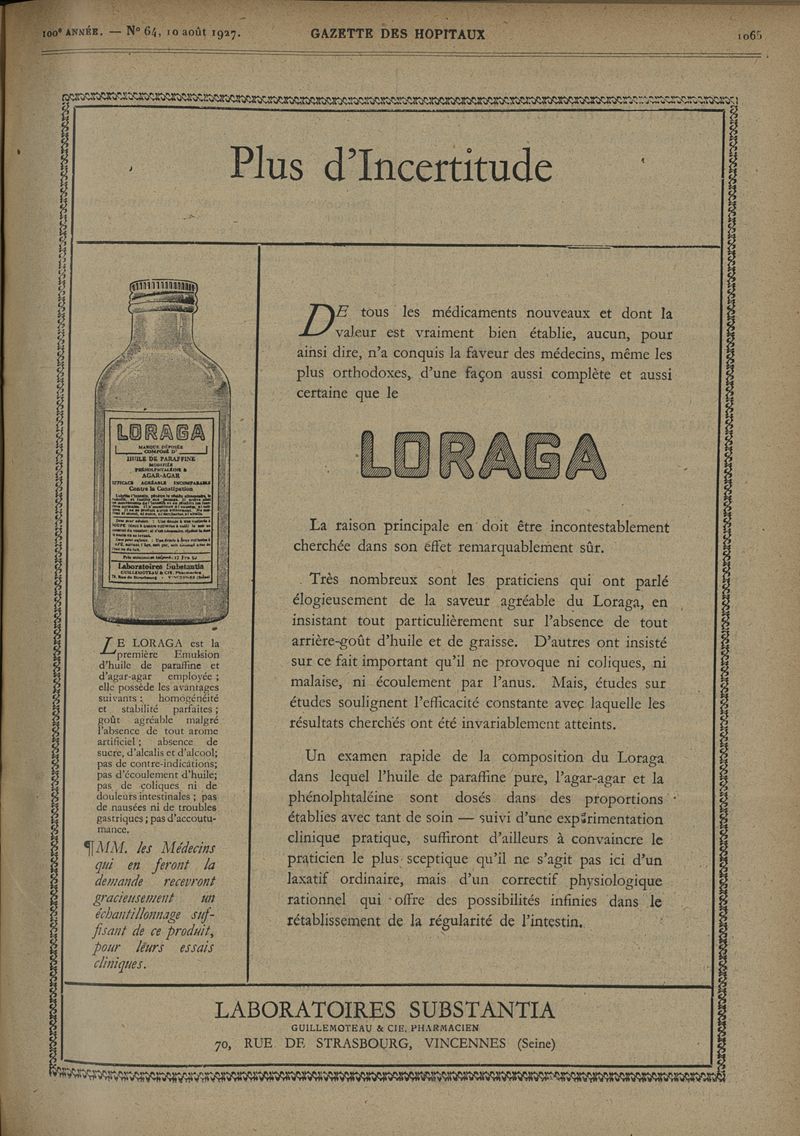 100e ANNÉE. — N° 64, 10 août 1927.
GAZETTE DES HOPITAUX
1065
Plus d'Incertitude
LORAGA
MARQUE DÉPOSÉE
COMPOSÉ D'
HUILE DE PARAFFINE
MODIFIÉE
PHÉNOLPHTALÉINE &
AGAR-AGAR
EFFICACE AGRÉABLE INCOMPARABLE
Contre la Constipation
Laboratoires Substantia
GUILLEMOTEAU & CIE, Pharmacien
LE LORAGA est la
première Emulsion
d'huile de paraffine et
d'agar-agar employée ;
elle possède les avantages
suivants : homogénéité
et stabilité parfaites ;
goût agréable malgré
l'absence de tout arome
artificiel ; absence de
sucre, d'alcalis et d'alcool;
pas de contre-indications;
pas d'écoulement d'huile;
pas de coliques ni de
douleurs intestinales ; pas
de nausées ni de troubles
gastriques ; pas d'accoutu-
mance.
¶ MM. les Médecins
qui en feront la
demande recevront
gracieusement un
échantillonnage suf-
fisant de ce produit,
pour leurs essais
cliniques.
DE tous les médicaments nouveaux et dont la
valeur est vraiment bien établie, aucun, pour
ainsi dire, n'a conquis la faveur des médecins, même les
plus orthodoxes, d'une façon aussi complète et aussi
certaine que le
LORAGA
La raison principale en doit être incontestablement
cherchée dans son effet remarquablement sûr.
Très nombreux sont les praticiens qui ont parlé
élogieusement de la saveur agréable du Loraga, en
insistant tout particulièrement sur l'absence de tout
arrière-goût d'huile et de graisse. D'autres ont insisté
sur ce fait important qu'il ne provoque ni coliques, ni
malaise, ni écoulement par l'anus. Mais, études sur
études soulignent l'efficacité constante avec laquelle les
résultats cherchés ont été invariablement atteints.
Un examen rapide de la composition du Loraga
dans lequel l'huile de paraffine pure, l'agar-agar et la
phénolphtaléine sont dosés dans des proportions
établies avec tant de soin — suivi d'une expérimentation
clinique pratique, suffiront d'ailleurs à convaincre le
praticien le plus sceptique qu'il ne s'agit pas ici d'un
laxatif ordinaire, mais d'un correctif physiologique
rationnel qui offre des possibilités infinies dans le
rétablissement de la régularité de l'intestin.
LABORATOIRES SUBSTANTIA
GUILLEMOTEAU & CIE, PHARMACIEN
70, RUE DE STRASBOURG, VINCENNES (Seine)